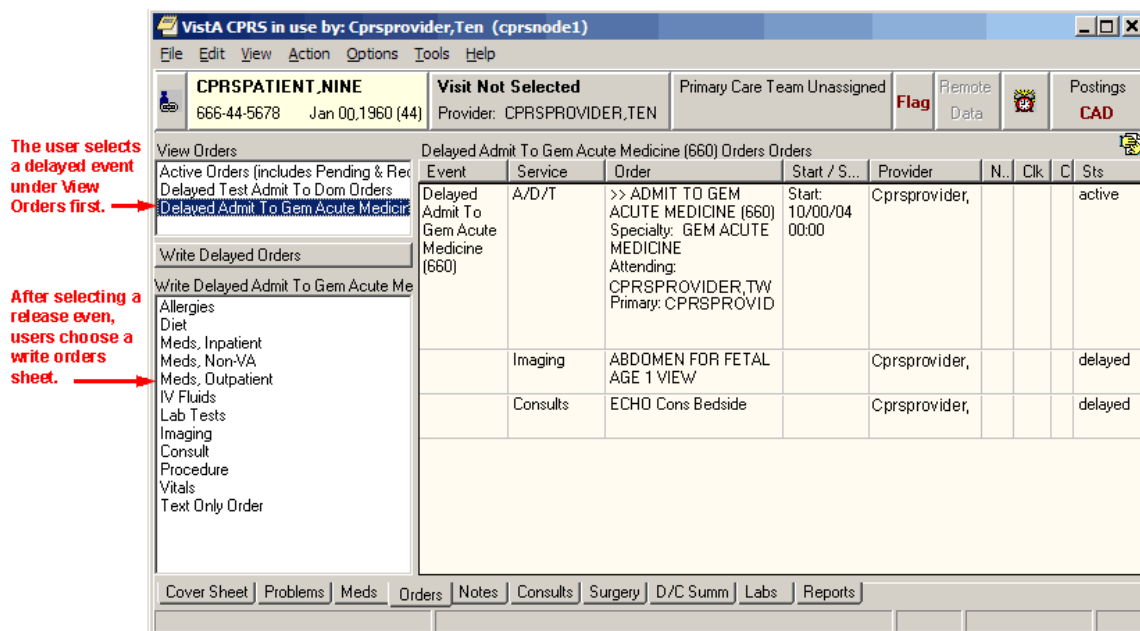 VistA CPRS in use by: Cprsprovider,Ten (cprsnode1)
File Edit View Action Options Tools Help
CPRSPATIENT,NINE
666-44-5678 Jan 00,1960 (44)
Visit Not Selected
Provider: CPRSPROVIDER,TEN
Primary Care Team Unassigned
Flag
Remote
Data
Postings
CAD
The user selects
a delayed event
under View
Orders first.
View Orders
Active Orders (includes Pending & Rec
Delayed Test Admit To Dom Orders
Delayed Admit To Gem Acute Medicin
Write Delayed Orders
After selecting a
release even,
users choose a
write orders
sheet.
Write Delayed Admit To Gem Acute Me
Allergies
Diet
Meds, Inpatient
Meds, Non-VA
Meds, Outpatient
IV Fluids
Lab Tests
Imaging
Consult
Procedure
Vitals
Text Only Order
Delayed Admit To Gem Acute Medicine (660) Orders Orders
Event Service Order Start / S... Provider N.. Clk C Sts
Delayed
Admit To
Gem Acute
Medicine
(660)
A/D/T
>> ADMIT TO GEM
ACUTE MEDICINE (660)
Specialty: GEM ACUTE
MEDICINE
Attending:
CPRSPROVIDER,TW
Primary: CPRSPROVID
Start:
10/00/04
00:00
Cprsprovider,
active
Imaging
ABDOMEN FOR FETAL
AGE 1 VIEW
Cprsprovider,
delayed
Consults
ECHO Cons Bedside
Cprsprovider,
delayed
Cover Sheet Problems Meds Orders Notes Consults Surgery D/C Summ Labs Reports